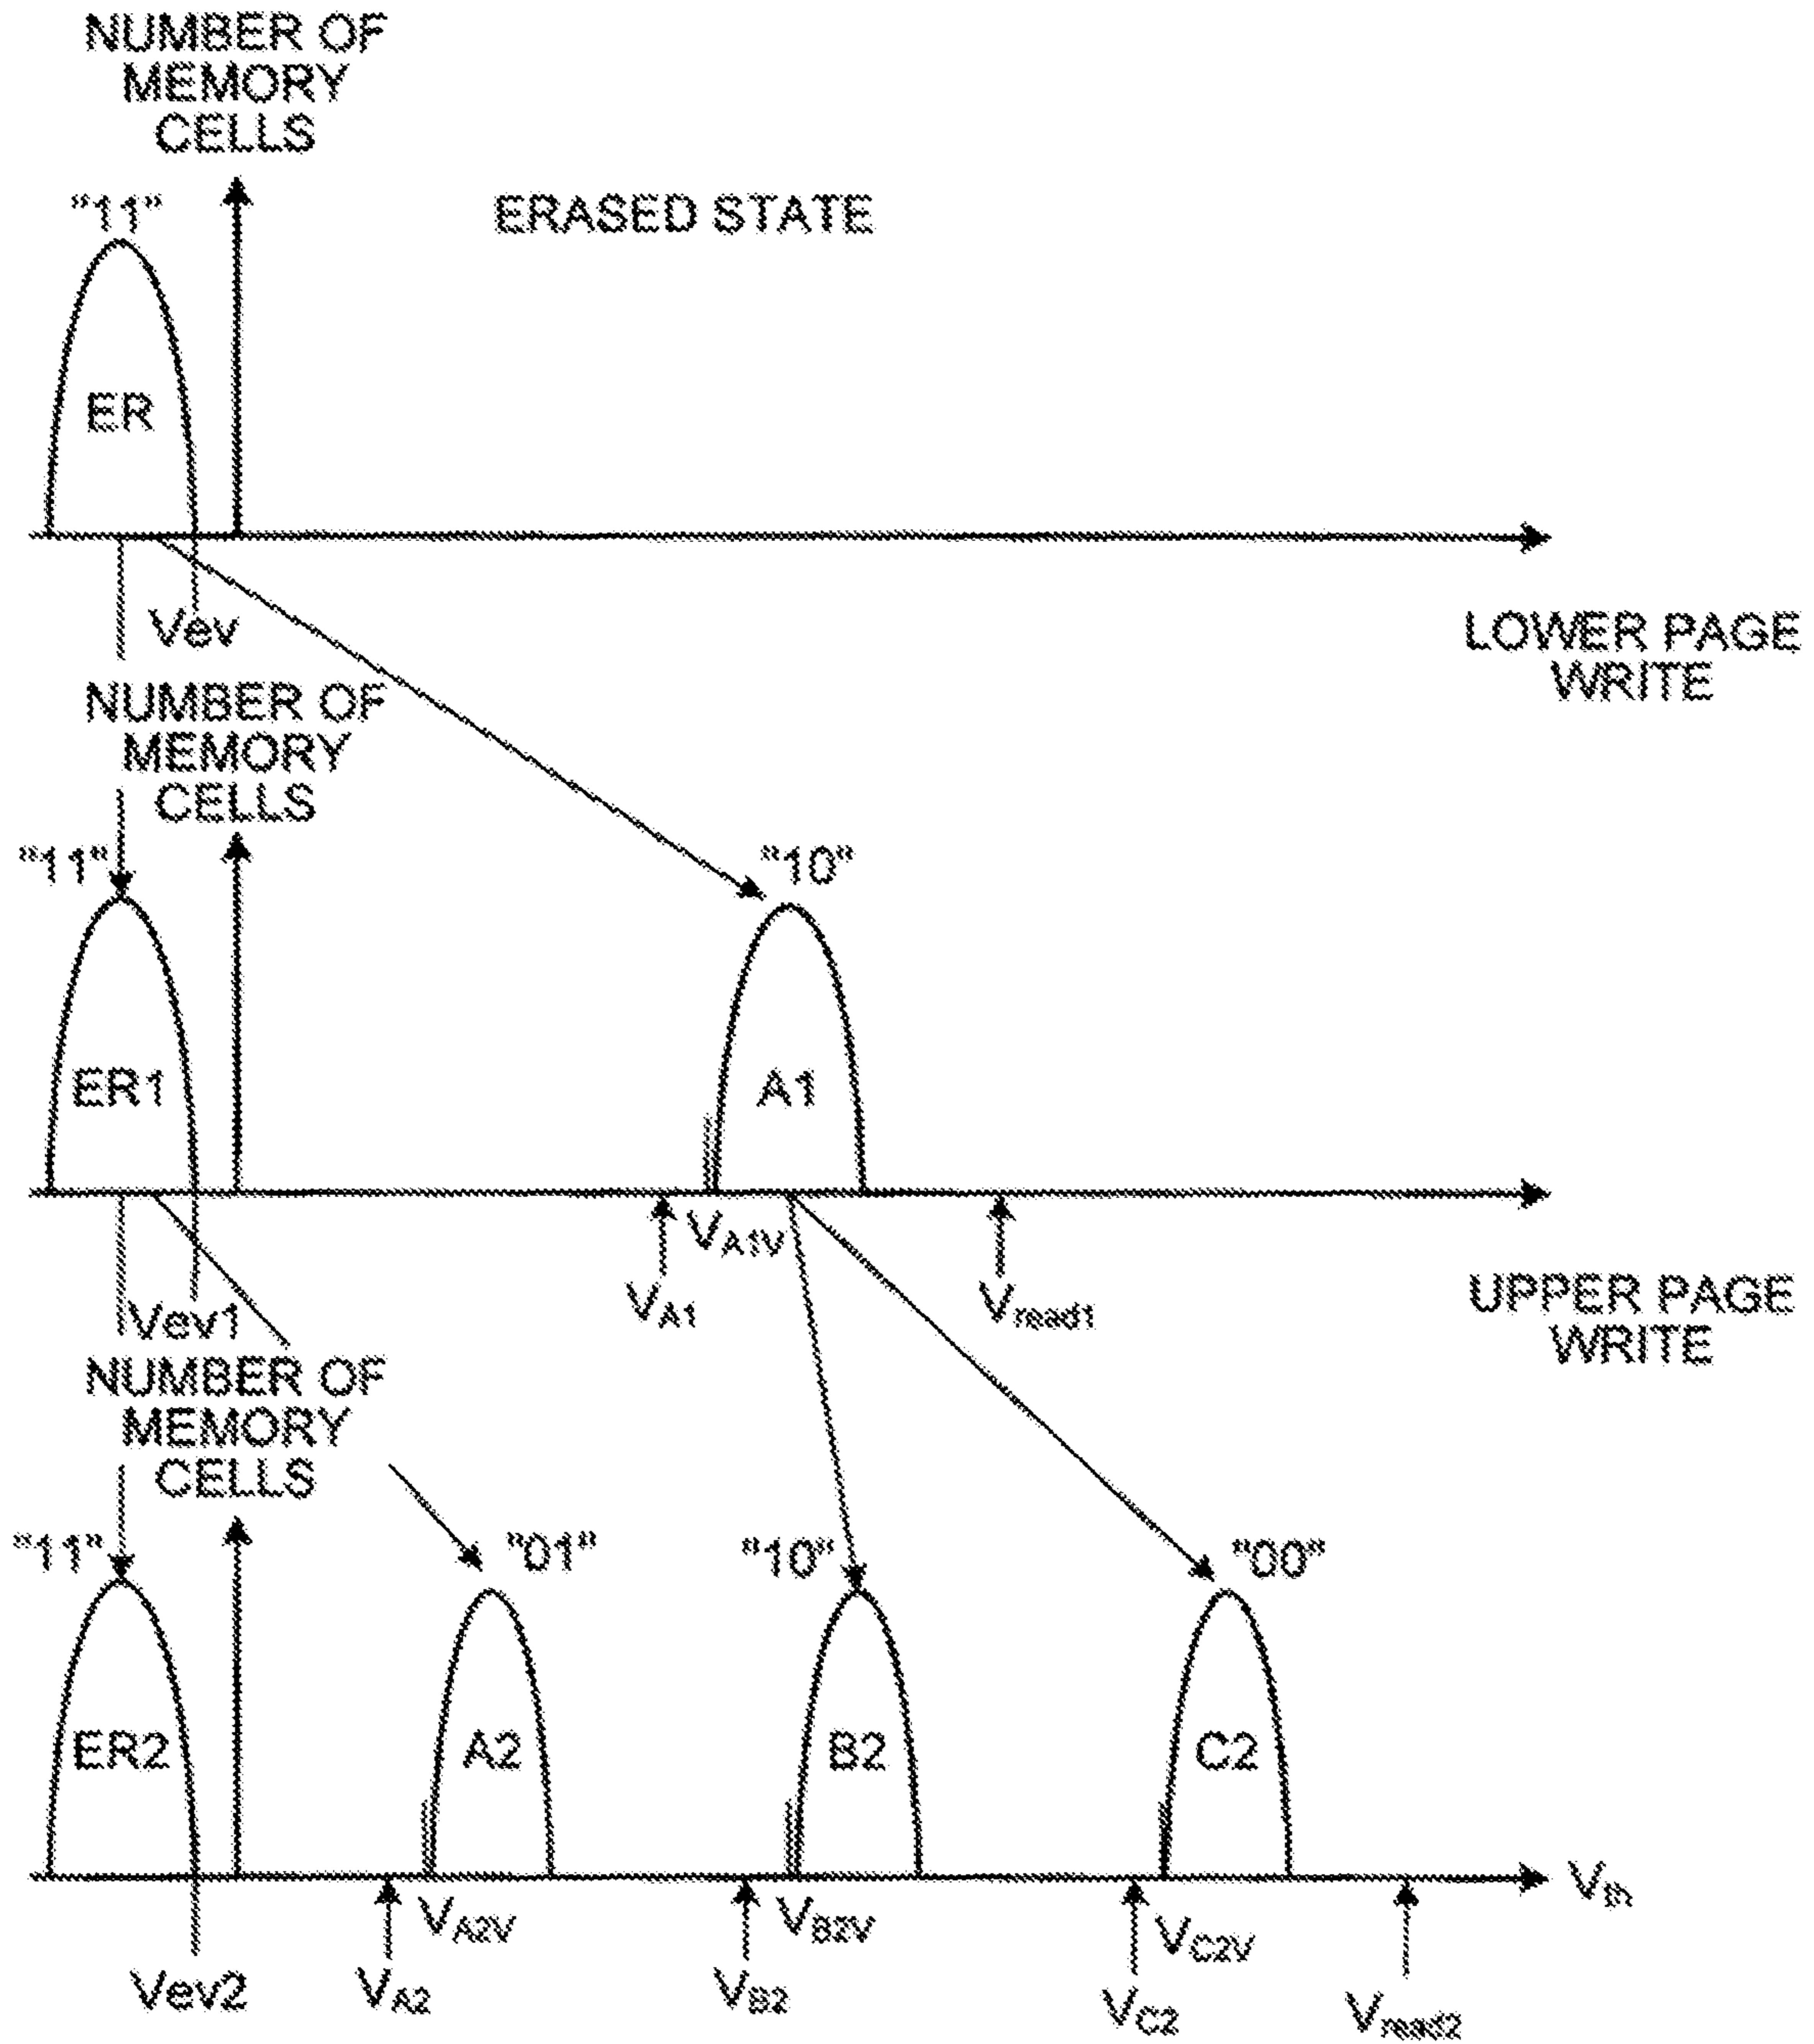 NUMBER OF
MEMORY
CELLS
"11"
ERASED STATE
ER
Vev
LOWER PAGE
WRITE
NUMBER OF
MEMORY
CELLS
"11"
"10"
ER1
A1
VA1V
Vev1
VA1
Vread1
UPPER PAGE
WRITE
NUMBER OF
MEMORY
CELLS
"11"
"01"
"10"
"00"
ER2
A2
B2
C2
Vth
VA2V
VB2V
VC2V
Vev2
VA2
VB2
VC2
Vread2